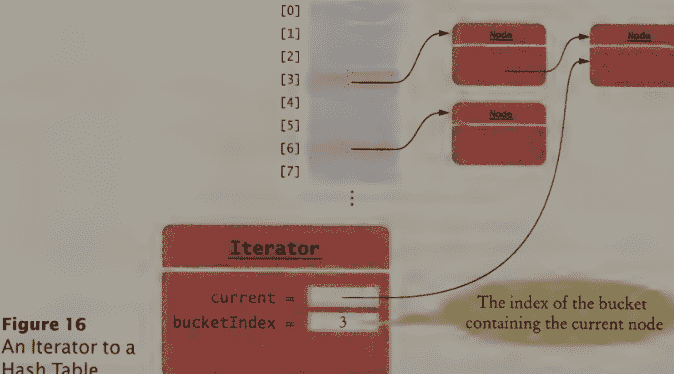 [0]
[1]
[2]
[3]
[4]
[5]
[6]
[7]
Node
Node
Node
Iterator
current =
bucketIndex = 3
The index of the bucket
containing the current node
Figure 16
An Iterator to a
Hash Table